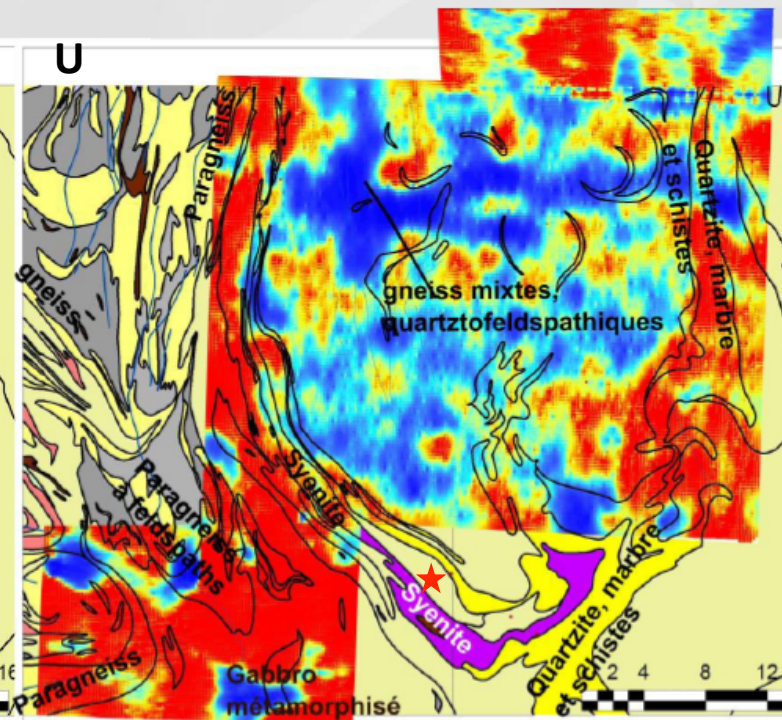 U
U
Paragneiss
Quartzite, marbre
et schistes
gneiss
gneiss mixtes,
quartztofeldspathiques
Syenite
Paragneiss
à feldspaths
Syenite
Quartzite, marbre
et schistes
Paragneiss
Gabbro
métamorphisé
16
2 4 8 12